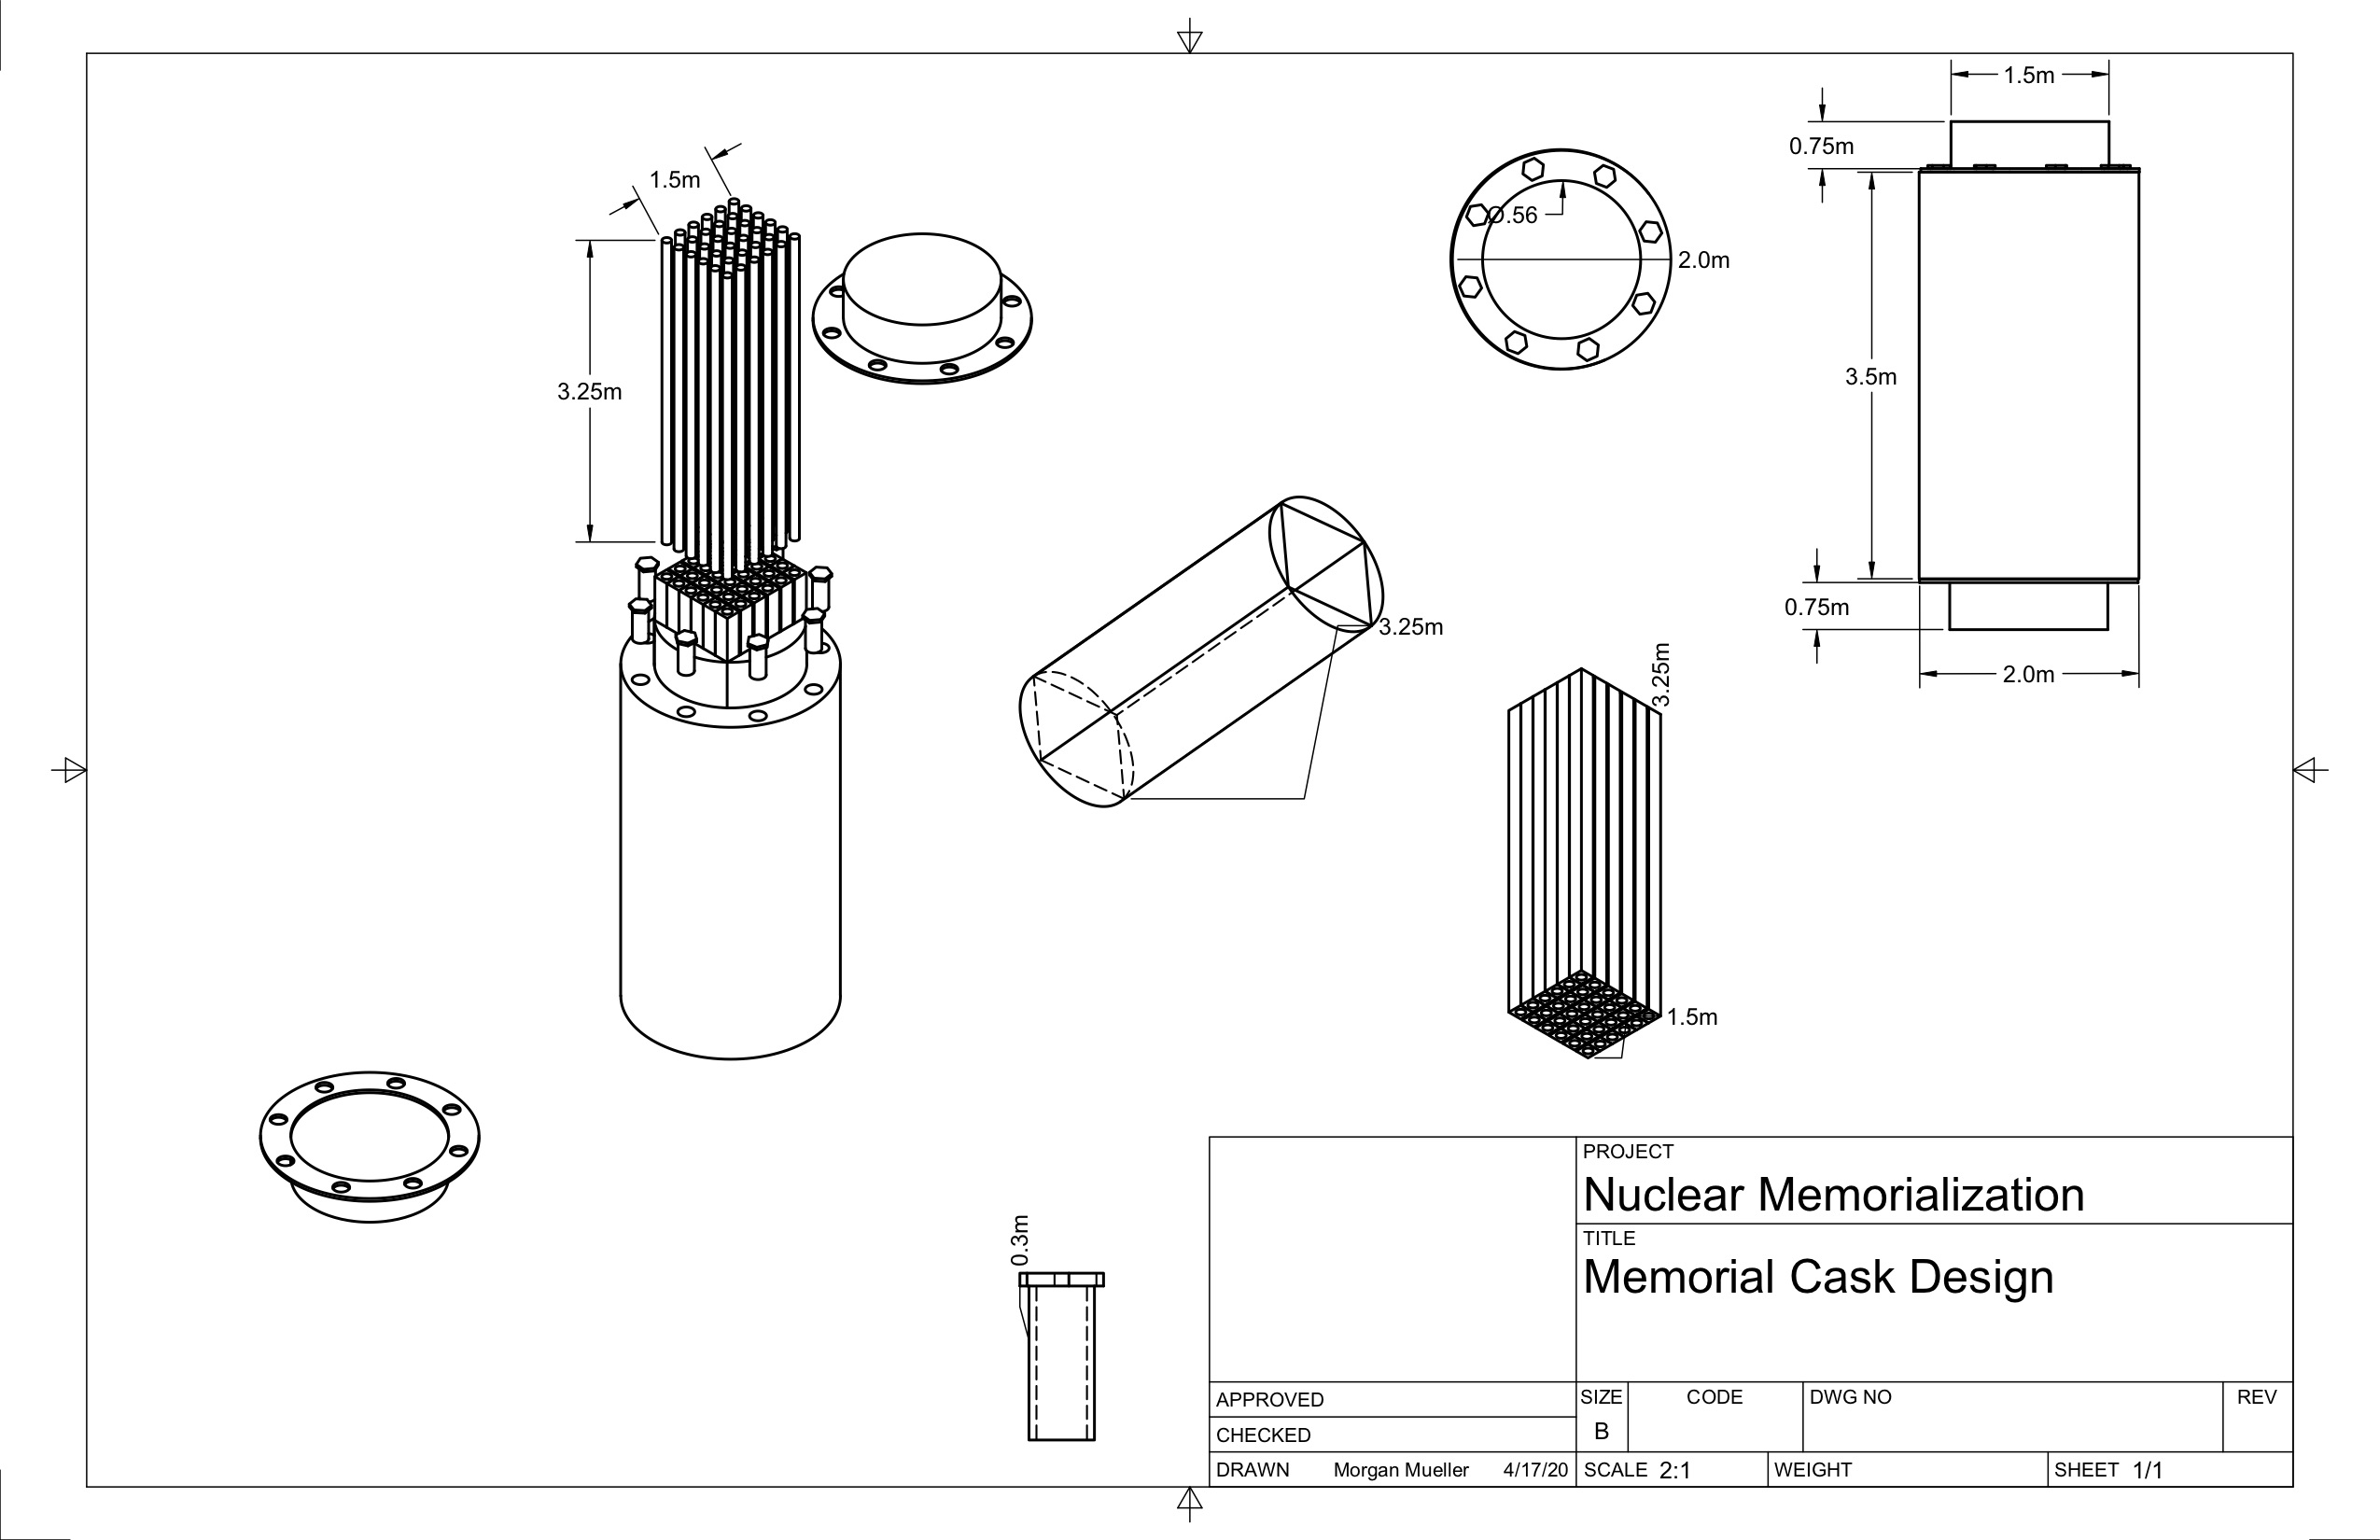 1.5m
0.75m
1.5m
Ø.56
2.0m
3.25m
3.5m
0.75m
3.25m
2.0m
3.25m
1.5m
0.3m
PROJECT
Nuclear Memorialization
TITLE
Memorial Cask Design
APPROVED
CHECKED
DRAWN Morgan Mueller 4/17/20
SIZE CODE DWG NO REV
B
SCALE 2:1 WEIGHT SHEET 1/1